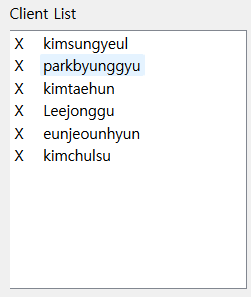 Client List
X kimsungyeul
X parkbyunggyu
X kimtaehun
X Leejonggu
X eunjeounhyun
X kimchulsu